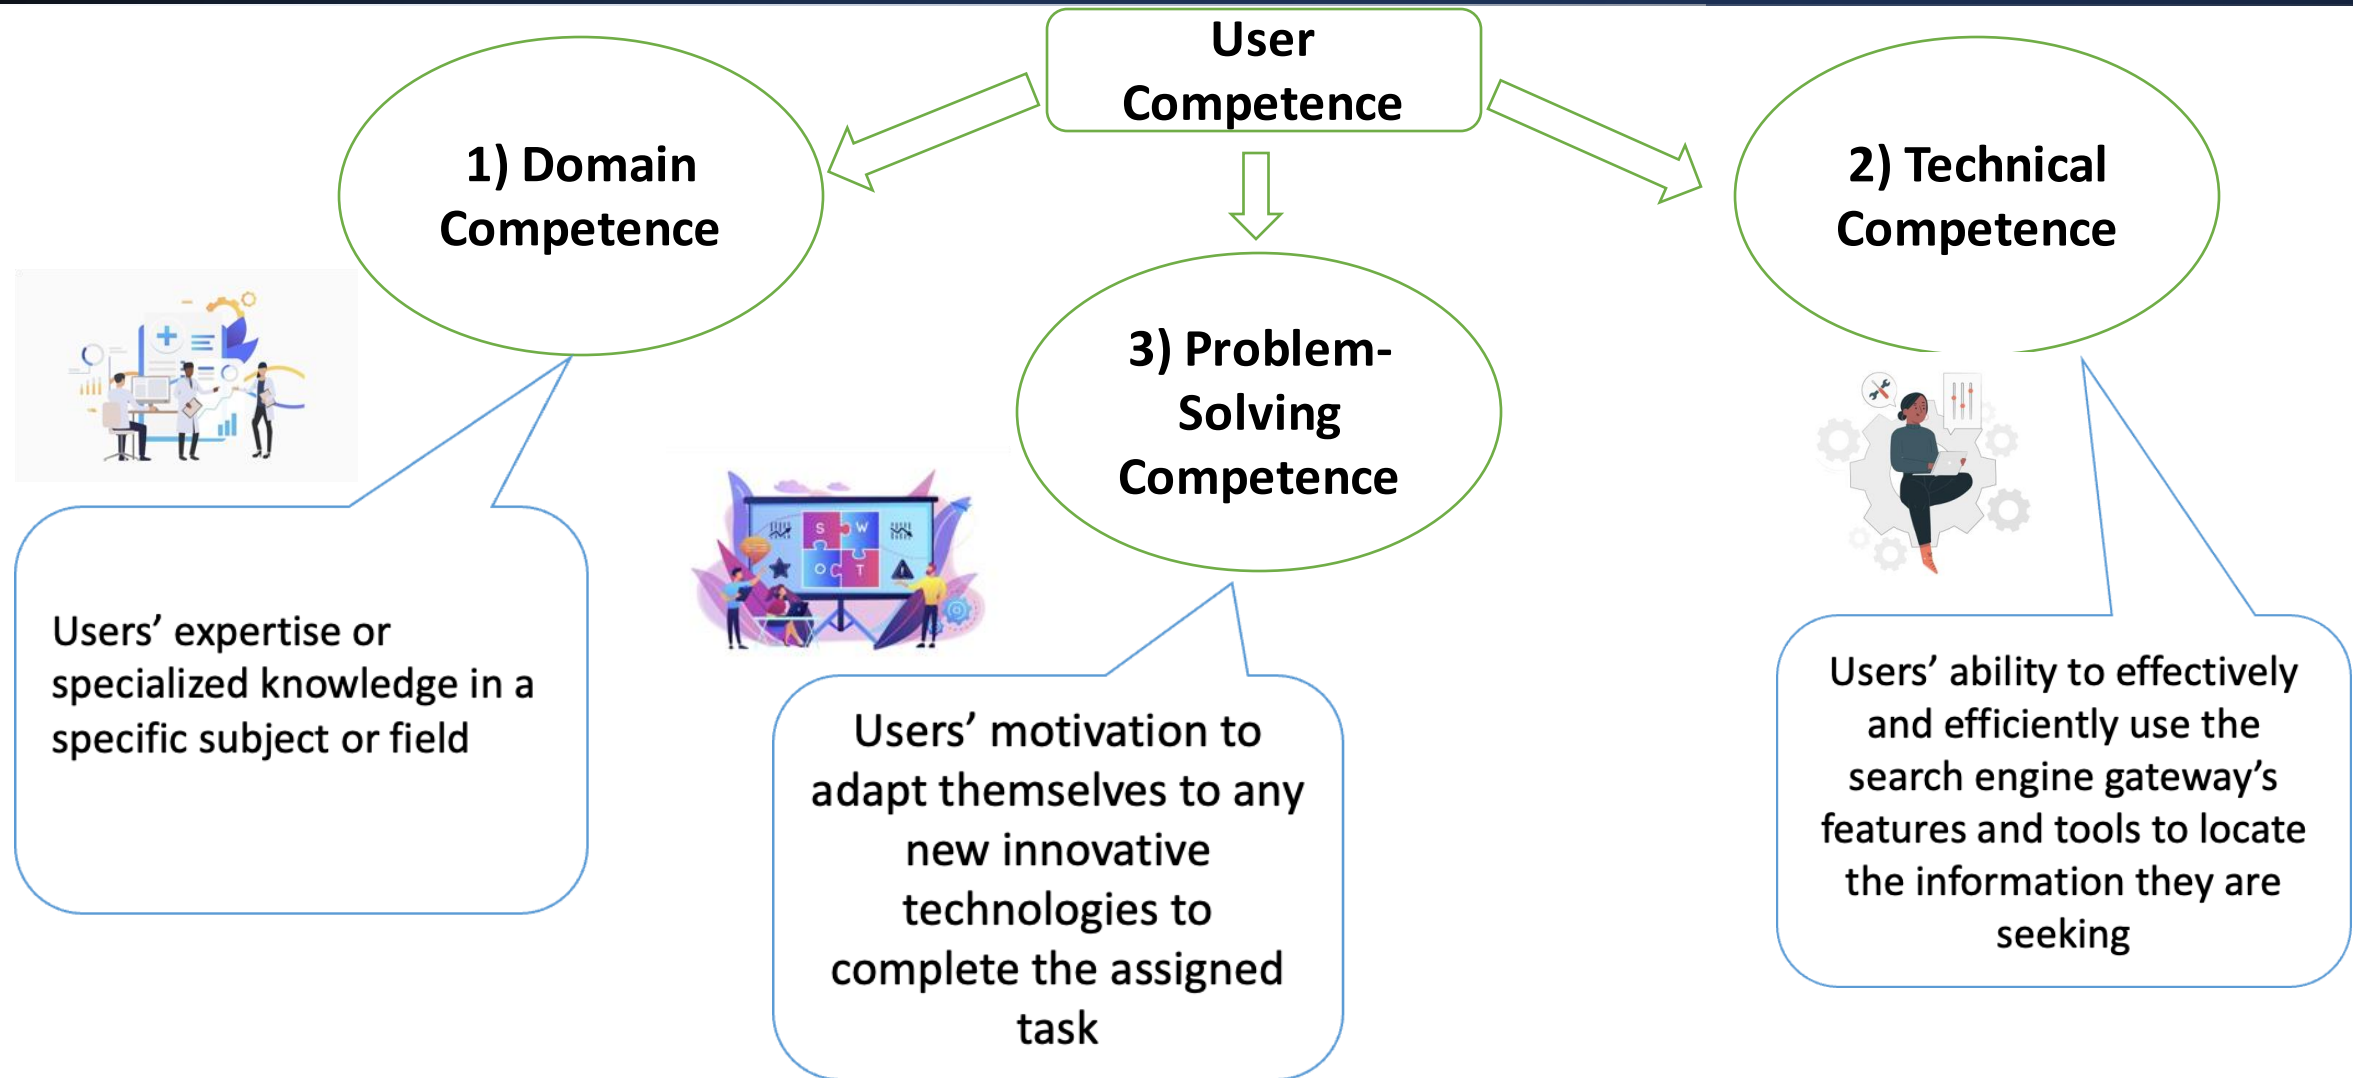 User
Competence
1) Domain
Competence
2) Technical
Competence
3) Problem-
Solving
Competence
S W
O T
Users’ expertise or
specialized knowledge in a
specific subject or field
Users’ motivation to
adapt themselves to any
new innovative
technologies to
complete the assigned
task
Users’ ability to effectively
and efficiently use the
search engine gateway’s
features and tools to locate
the information they are
seeking